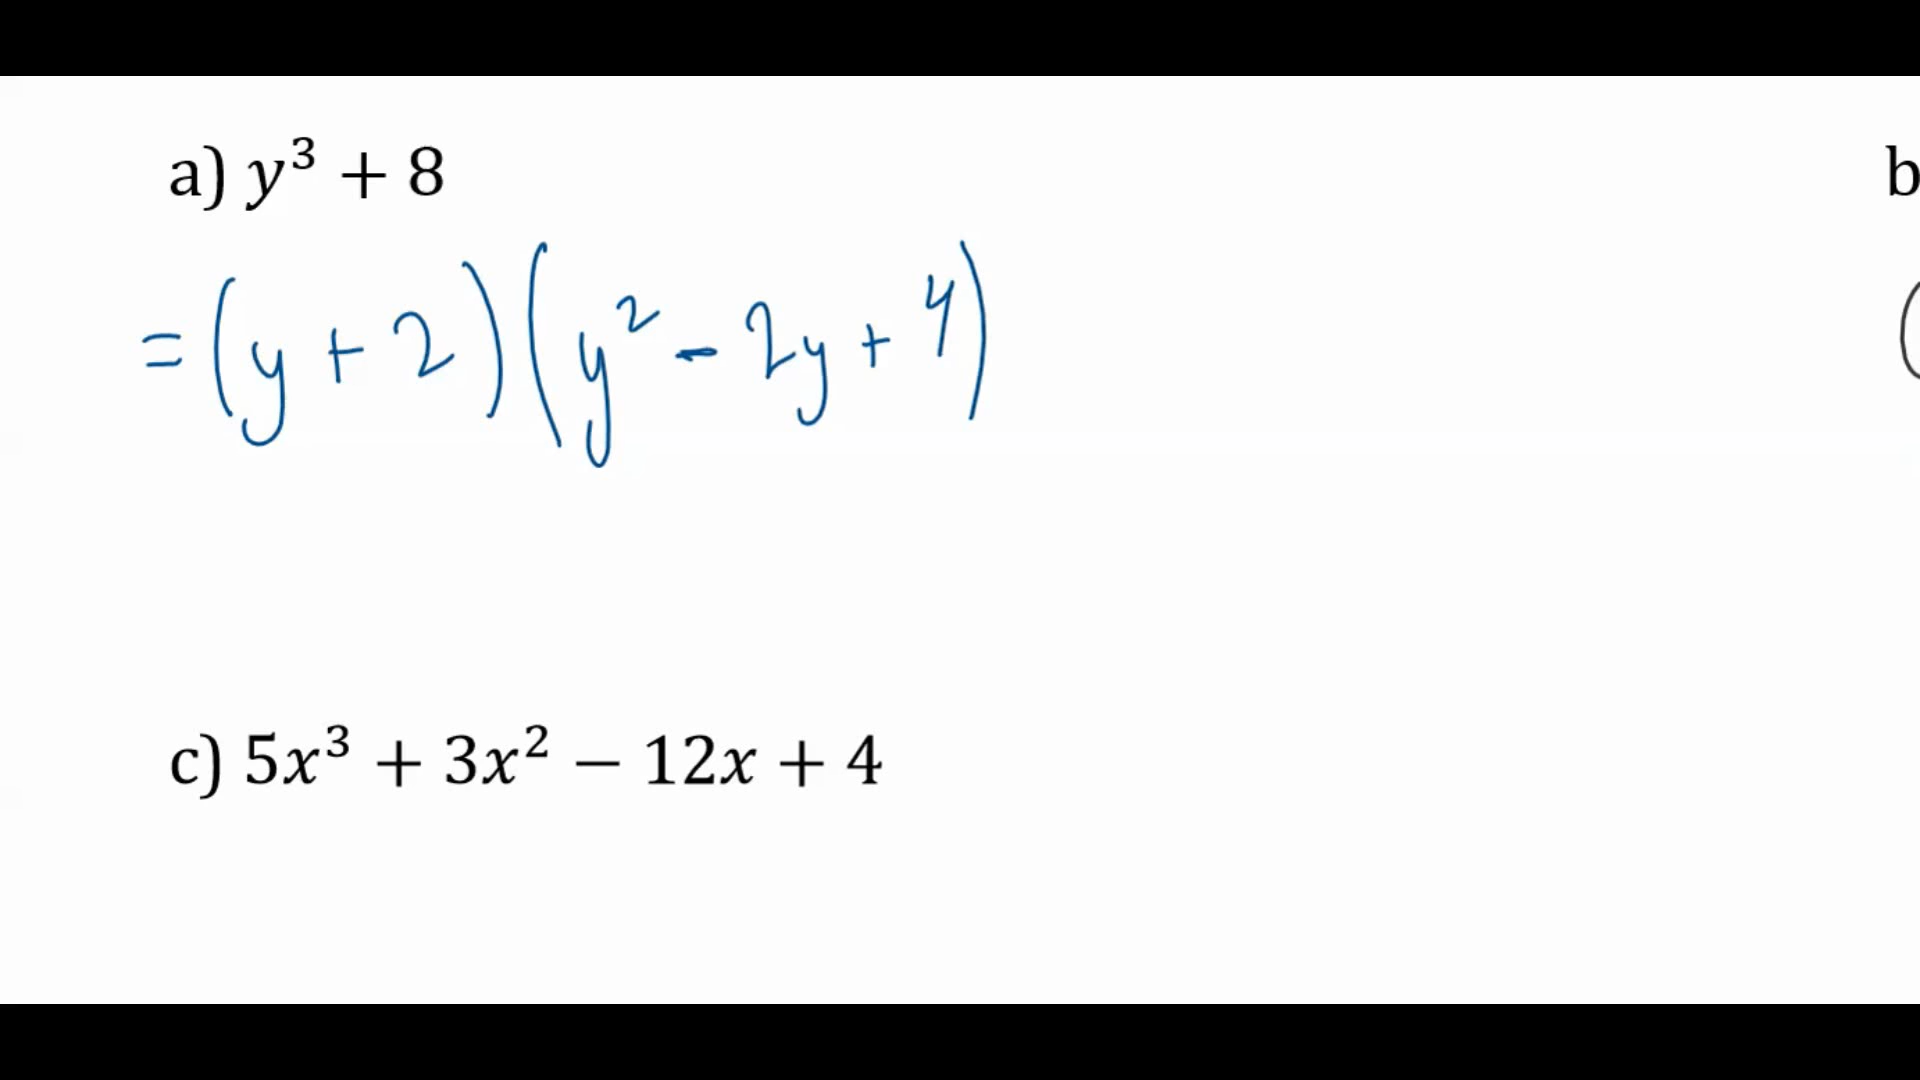 a) y³ + 8
b
= (y + 2)(y² - 2y + 4)
(
c) 5x³ + 3x² − 12x + 4